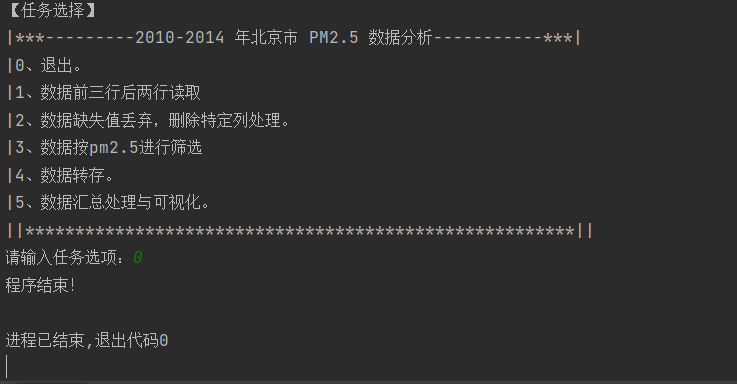 【任务选择】
|***---------2010-2014 年北京市 PM2.5 数据分析-----------***|
|0、退出。
|1、数据前三行后两行读取
|2、数据缺失值丢弃，删除特定列处理。
|3、数据按pm2.5进行筛选
|4、数据转存。
|5、数据汇总处理与可视化。
||*******************************************************||
请输入任务选项：0
程序结束!
进程已结束,退出代码0